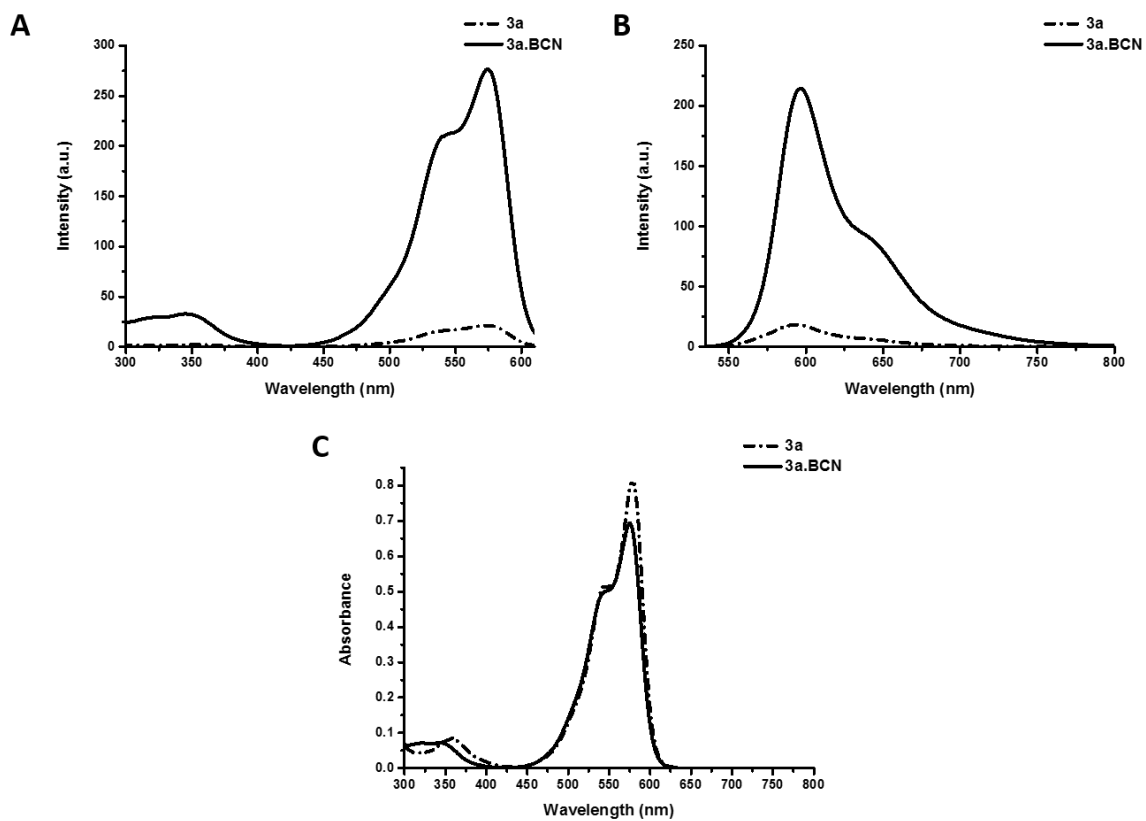 A
3a
3a.BCN
300
250
200
150
100
50
0
Intensity (a.u.)
300 350 400 450 500 550 600
Wavelength (nm)
B
3a
3a.BCN
250
200
150
100
50
0
Intensity (a.u.)
550 600 650 700 750 800
Wavelength (nm)
C
3a
3a.BCN
0.8
0.7
0.6
0.5
0.4
0.3
0.2
0.1
0.0
Absorbance
300 350 400 450 500 550 600 650 700 750 800
Wavelength (nm)